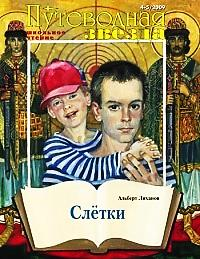 Путеводная
звезда
школьное
чтение
4-5/2009
Альберт Лиханов
Слётки